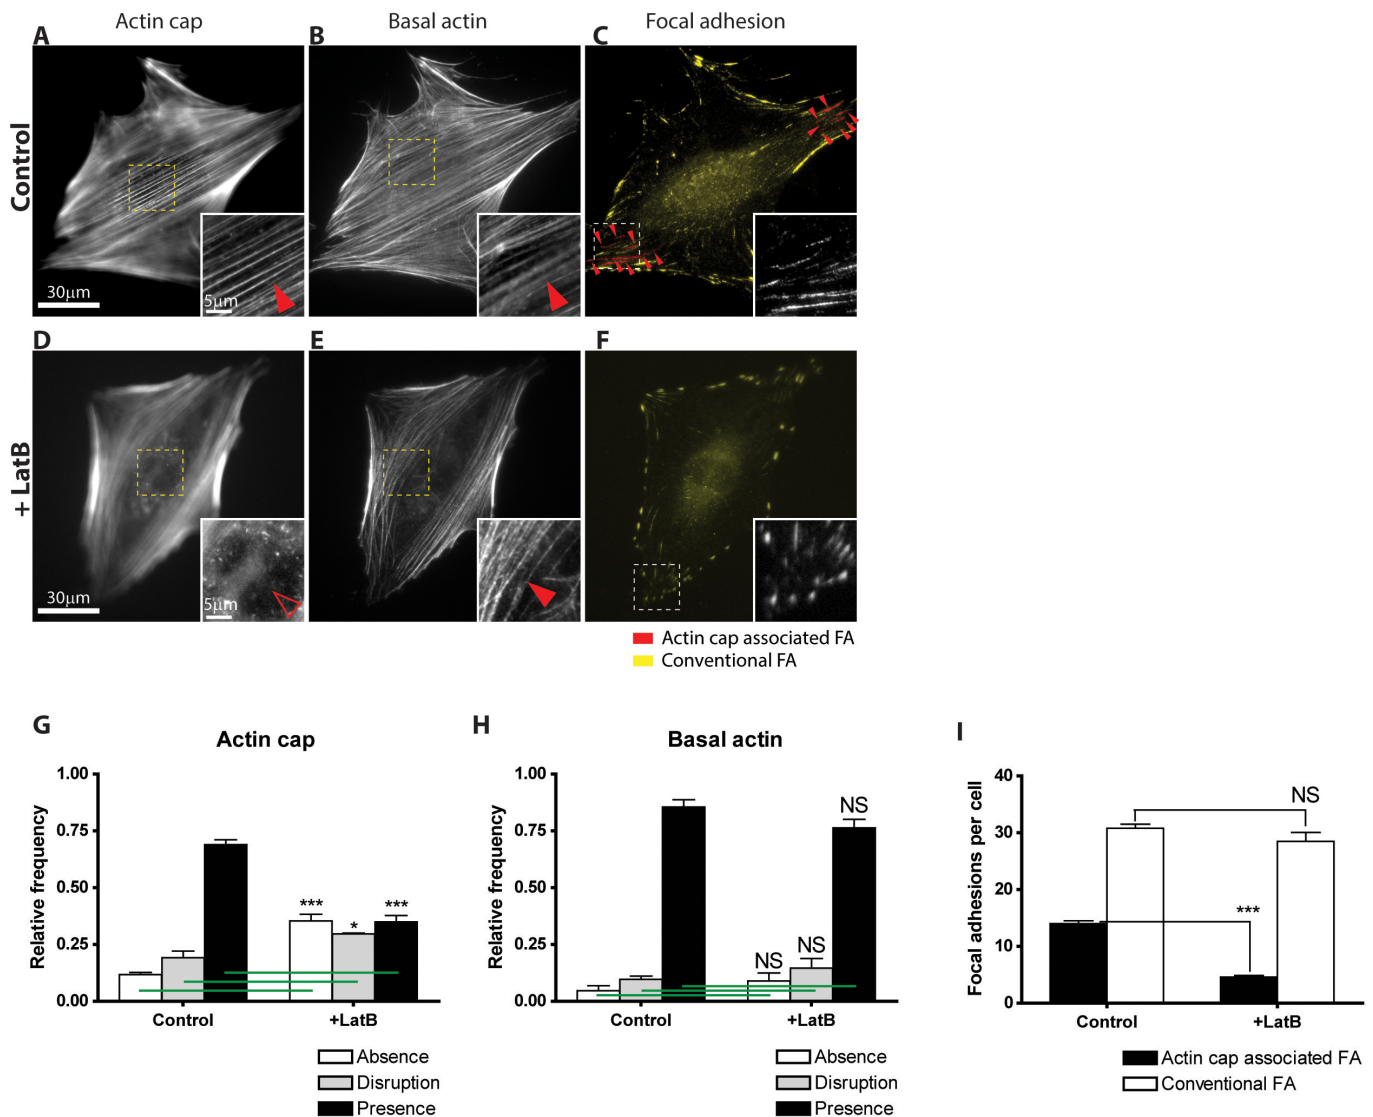 Actin cap
Basal actin
Focal adhesion
A
B
C
Control
30μm
5μm
D
E
F
+ LatB
30μm
5μm
Actin cap associated FA
Conventional FA
G
Actin cap
Relative frequency
1.00
0.75
0.50
0.25
0.00
***
*
***
Control
+LatB
Absence
Disruption
Presence
H
Basal actin
Relative frequency
1.00
0.75
0.50
0.25
0.00
NS
NS
NS
Control
+LatB
Absence
Disruption
Presence
I
Focal adhesions per cell
40
30
20
10
0
NS
***
Control
+LatB
Actin cap associated FA
Conventional FA